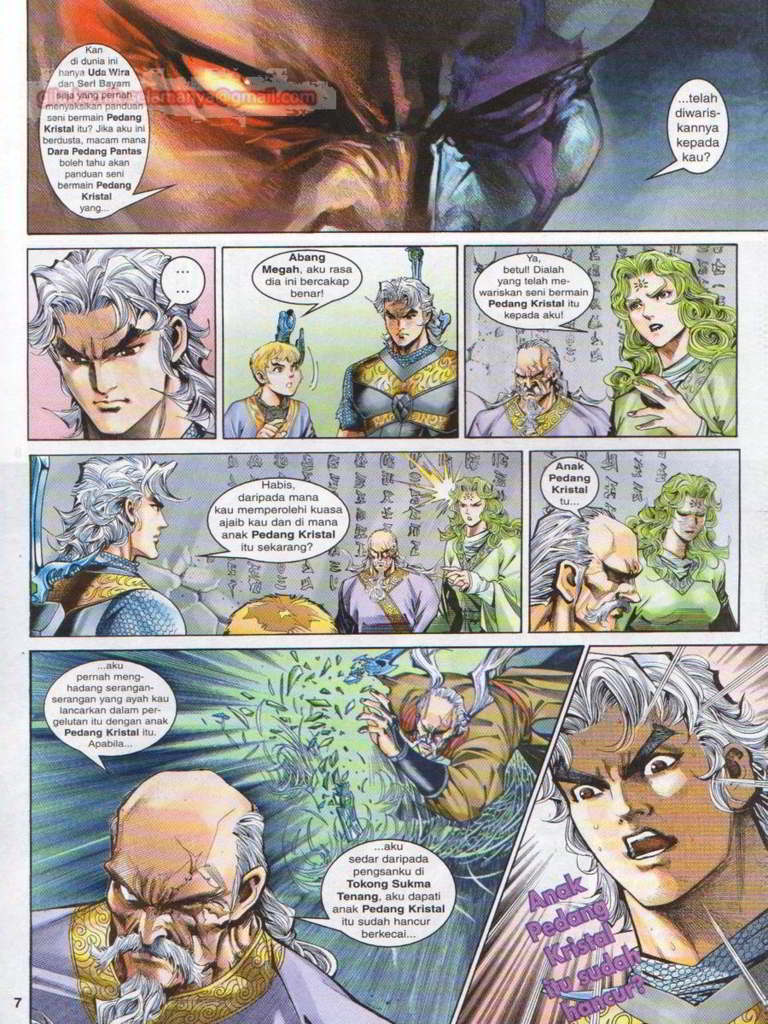 Kan
di dunia ini
hanya Uda Wira
dan Seri Bayam
saja yang pernah
menyaksikan panduan
seni bermain Pedang
Kristal itu? Jika aku ini
berdusta, macam mana
Dara Pedang Pantas
boleh tahu akan
panduan seni
bermain Pedang
Kristal
yang...
...telah
diwaris-
kannya
kepada
kau?
...
...
Abang
Megah, aku rasa
dia ini bercakap
benar!
Ya,
betul! Dialah
yang telah me-
wariskan seni bermain
Pedang Kristal itu
kepada aku!
Habis,
daripada mana
kau memperolehi kuasa
ajaib kau dan di mana
anak Pedang Kristal
itu sekarang?
Anak
Pedang
Kristal
tu...
...aku
pernah meng-
hadang serangan-
serangan yang ayah kau
lancarkan dalam per-
gelutan itu dengan anak
Pedang Kristal itu.
Apabila...
...aku
sedar daripada
pengsanku di
Tokong Sukma
Tenang, aku dapati
anak Pedang Kristal
itu sudah hancur
berkecai...
Anak
Pedang
Kristal
itu sudah
hancur?
7